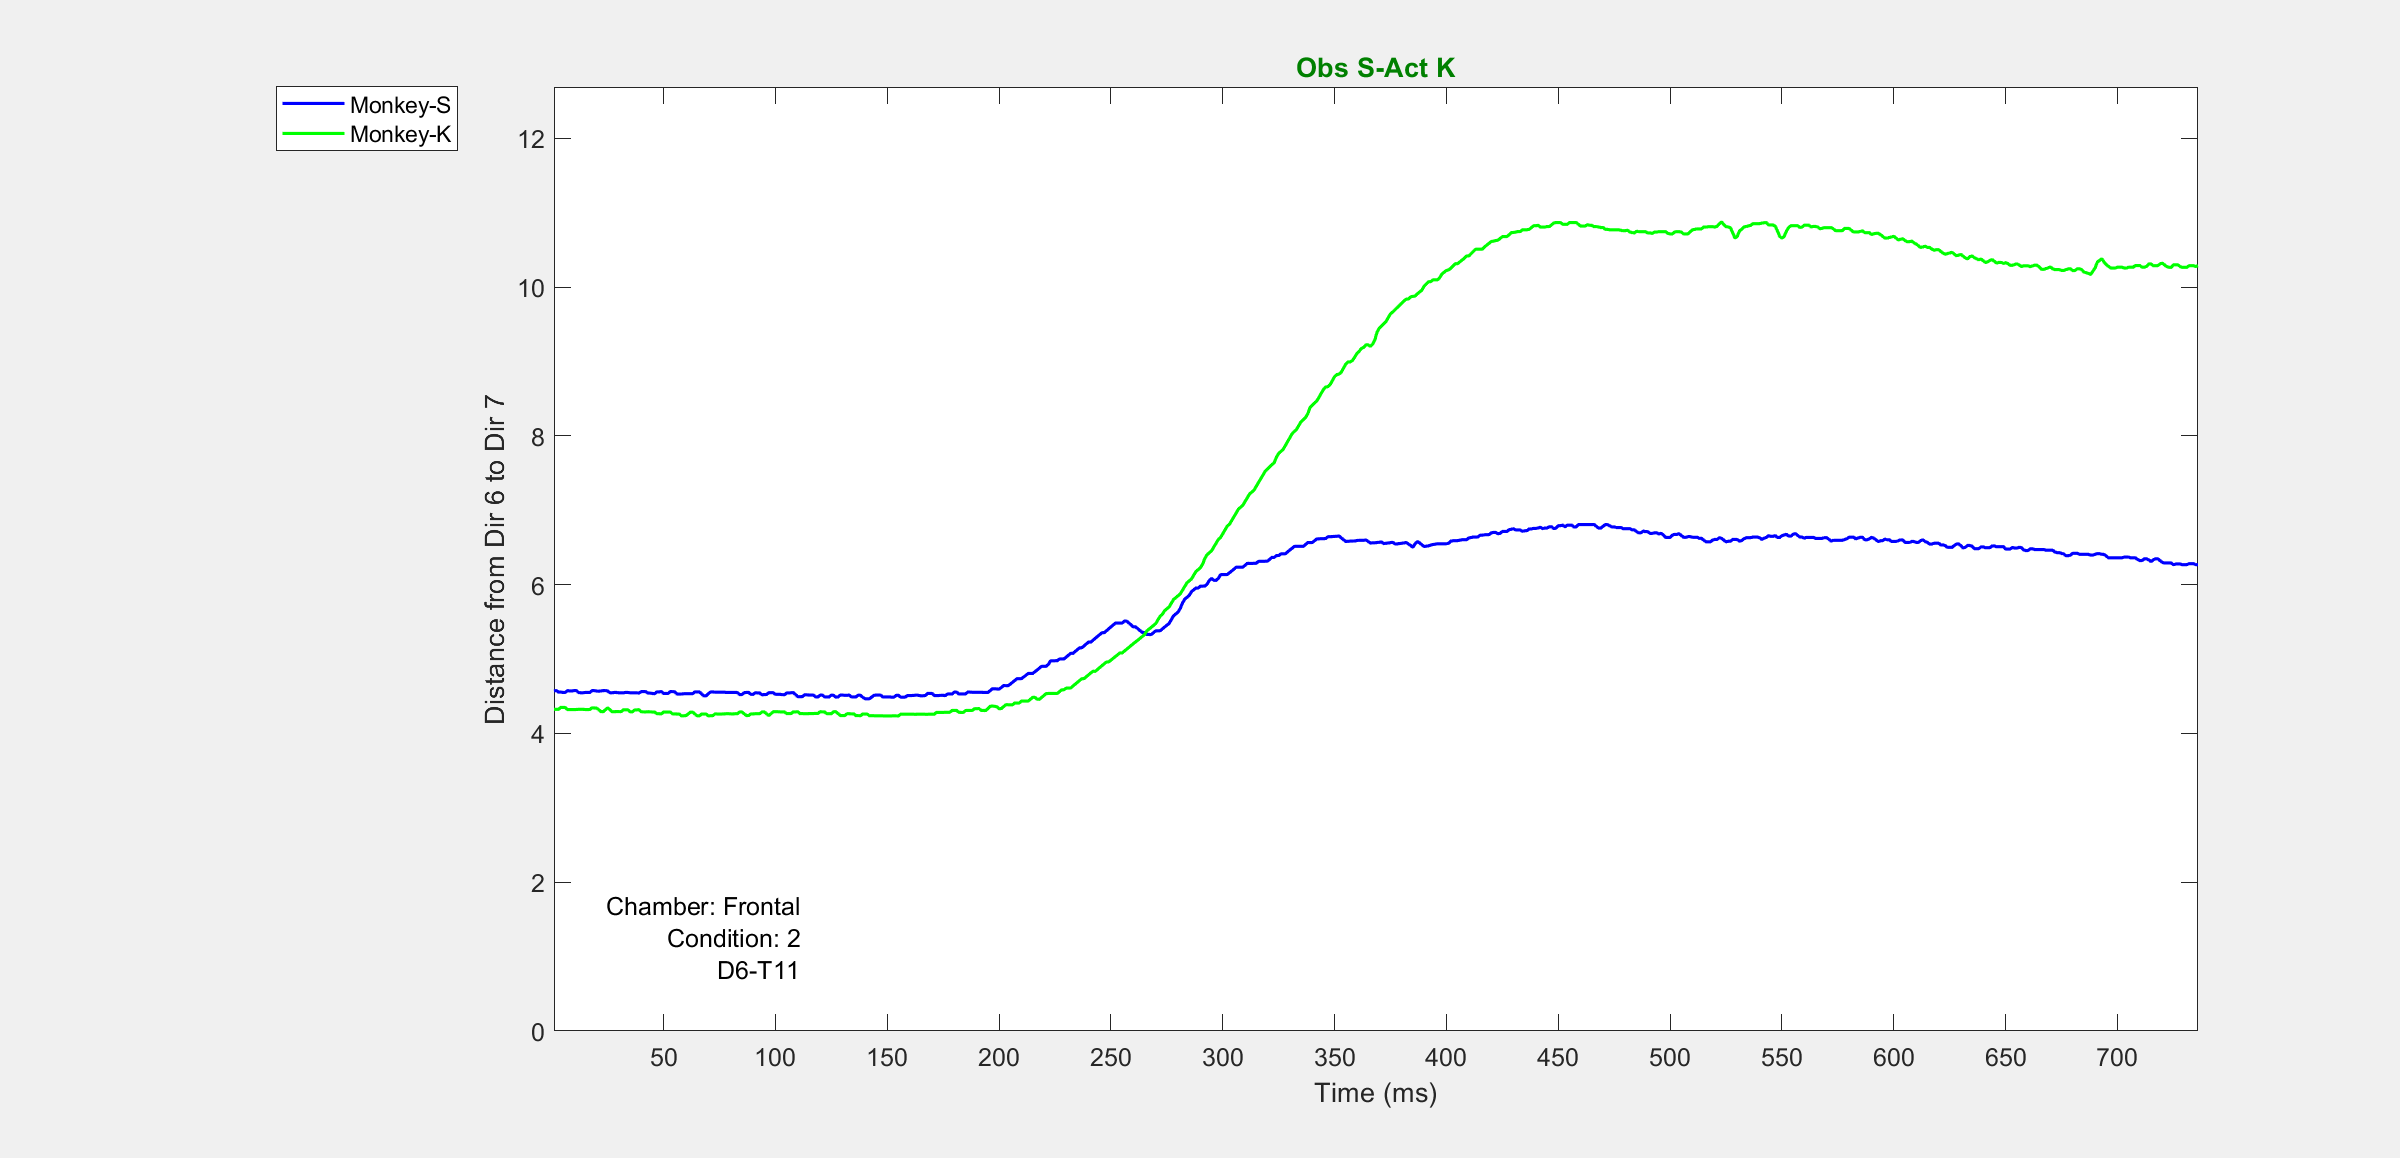 Obs S-Act K
Monkey-S
Monkey-K
12
10
8
6
4
2
0
Distance from Dir 6 to Dir 7
Chamber: Frontal
Condition: 2
D6-T11
50 100 150 200 250 300 350 400 450 500 550 600 650 700
Time (ms)